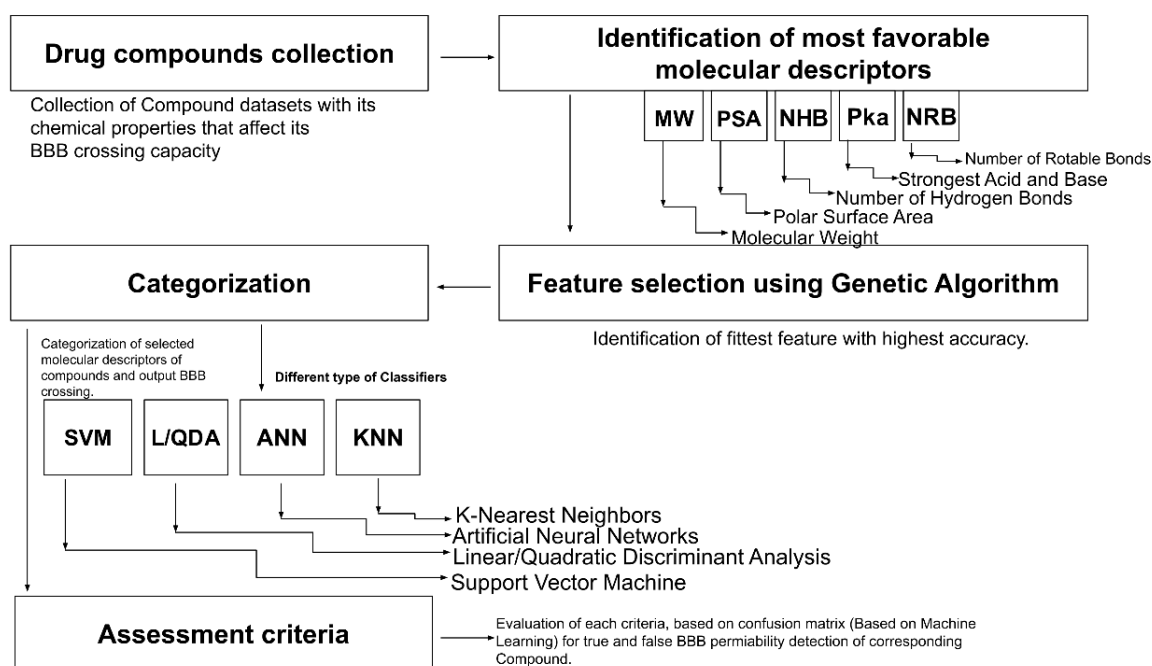 Drug compounds collection
Collection of Compound datasets with its
chemical properties that affect its
BBB crossing capacity
Identification of most favorable
molecular descriptors
MW
PSA
NHB
Pka
NRB
Number of Rotable Bonds
Strongest Acid and Base
Number of Hydrogen Bonds
Polar Surface Area
Molecular Weight
Feature selection using Genetic Algorithm
Identification of fittest feature with highest accuracy.
Categorization
Categorization of selected
molecular descriptors of
compounds and output BBB
crossing.
Different type of Classifiers
SVM
L/QDA
ANN
KNN
K-Nearest Neighbors
Artificial Neural Networks
Linear/Quadratic Discriminant Analysis
Support Vector Machine
Assessment criteria
Evaluation of each criteria, based on confusion matrix (Based on Machine
Learning) for true and false BBB permiability detection of corresponding
Compound.